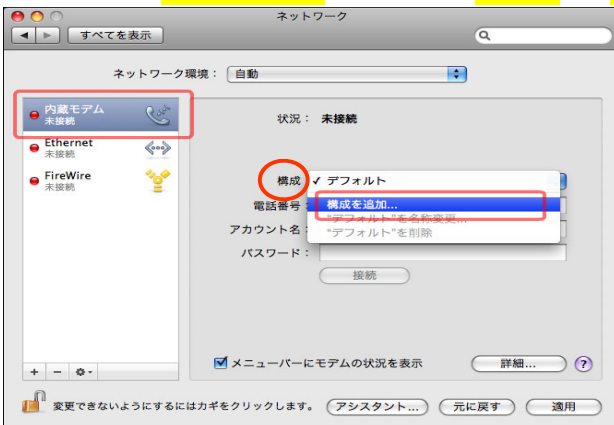 ネットワーク
すべてを表示
ネットワーク環境： 自動
内蔵モデム
未接続
Ethernet
未接続
FireWire
未接続
状況： 未接続
構成 ✓ デフォルト
構成を追加...
"デフォルト"を名称変更...
"デフォルト"を削除
電話番号：
アカウント名：
パスワード：
接続
メニューバーにモデムの状況を表示
詳細... ?
+ −
変更できないようにするにはカギをクリックします。 アシスタント... 元に戻す 適用